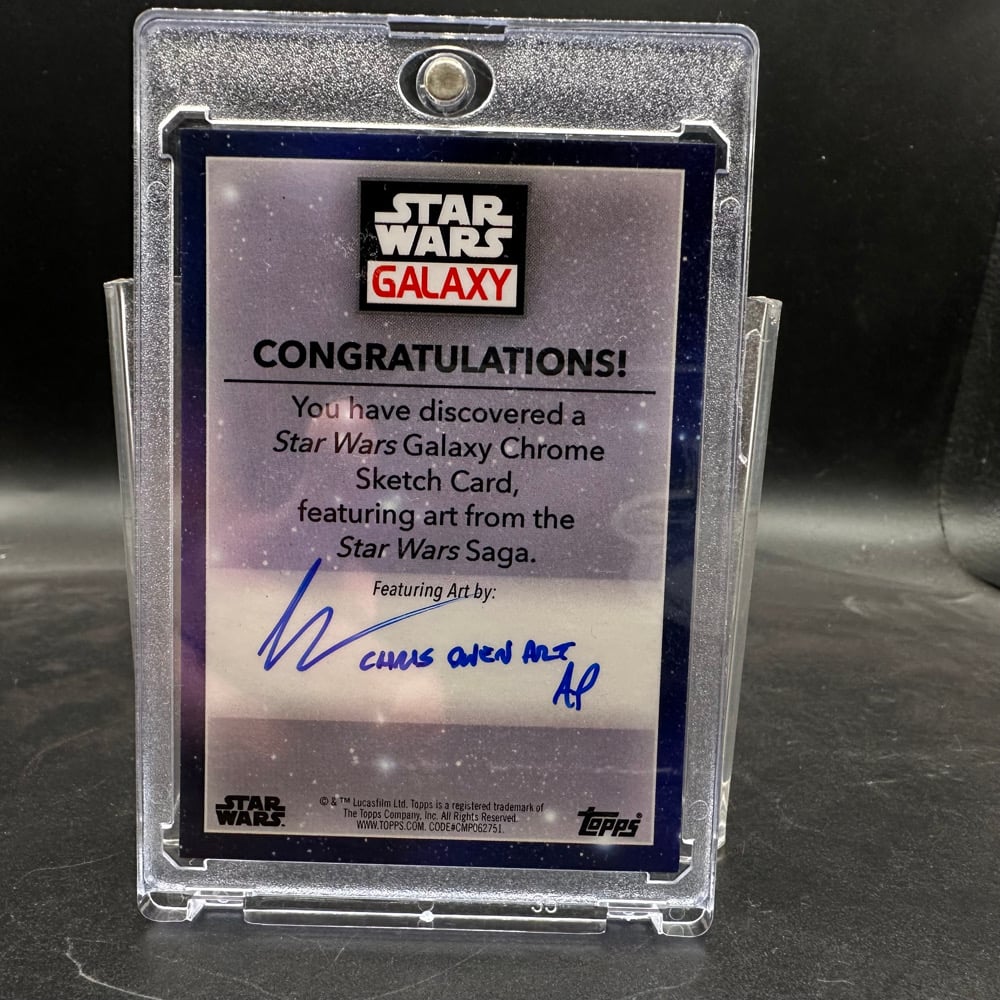 STAR
WARS
GALAXY
CONGRATULATIONS!
You have discovered a
Star Wars Galaxy Chrome
Sketch Card,
featuring art from the
Star Wars Saga.
Featuring Art by:
CHRIS OWEN ART
AP
STAR
WARS
© & ™ Lucasfilm Ltd. Topps is a registered trademark of
The Topps Company, Inc. All Rights Reserved.
WWW.TOPPS.COM. CODE#CMP062751.
Topps®
35